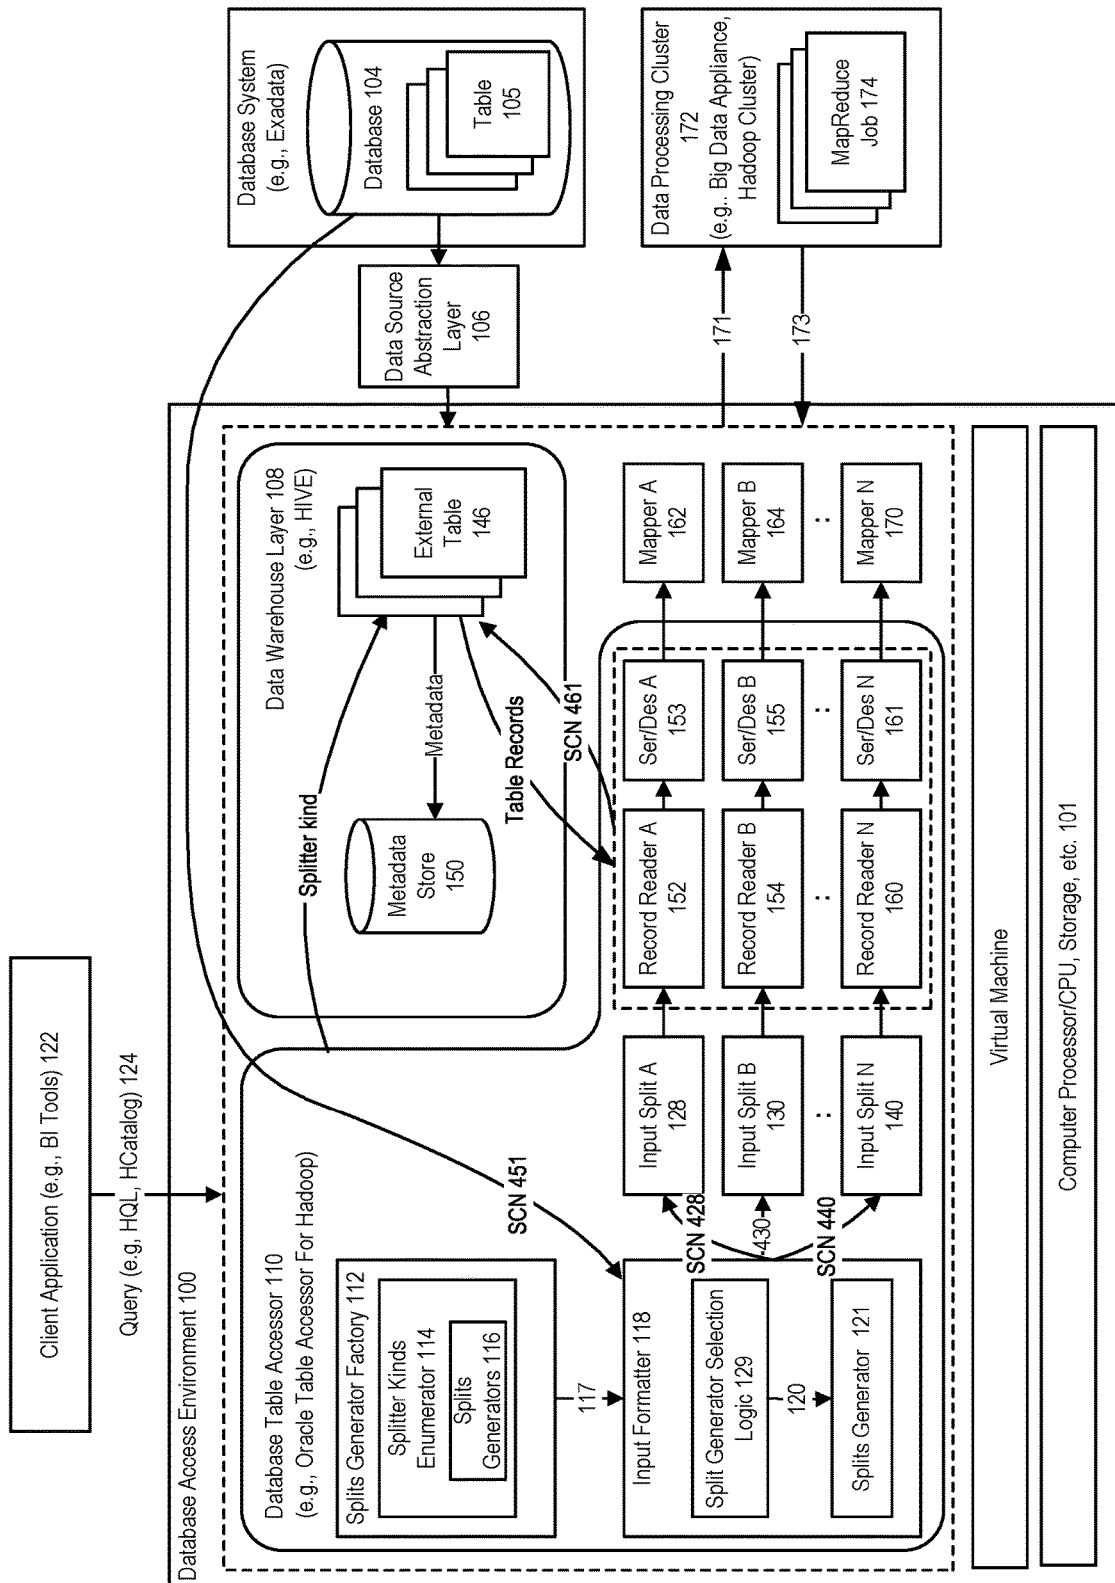 Client Application (e.g., BI Tools) 122
Query (e.g, HQL, HCatalog) 124
Database Access Environment 100
Database Table Accessor 110
(e.g., Oracle Table Accessor For Hadoop)
Splits Generator Factory 112
Splitter Kinds
Enumerator 114
Splits
Generators 116
117
Input Formatter 118
Split Generator Selection
Logic 129
120
Splits Generator 121
SCN 451
SCN 428
430
SCN 440
Input Split A
128
Input Split B
130
:
Input Split N
140
Splitter kind
Data Warehouse Layer 108
(e.g., HIVE)
External
Table
146
Metadata
Metadata
Store
150
Table Records
SCN 461
Record Reader A
152
Record Reader B
154
:
Record Reader N
160
Ser/Des A
153
Ser/Des B
155
:
Ser/Des N
161
Mapper A
162
Mapper B
164
:
Mapper N
170
Data Source
Abstraction
Layer
106
Database System
(e.g., Exadata)
Database 104
Table
105
171
173
Data Processing Cluster
172
(e.g.. Big Data Appliance,
Hadoop Cluster)
MapReduce
Job 174
Virtual Machine
Computer Processor/CPU, Storage, etc. 101